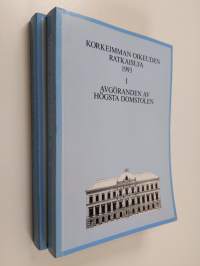 KORKEIMMAN OIKEUDEN
RATKAISUJA
1993
I
AVGÖRANDEN AV
HÖGSTA DOMSTOLEN